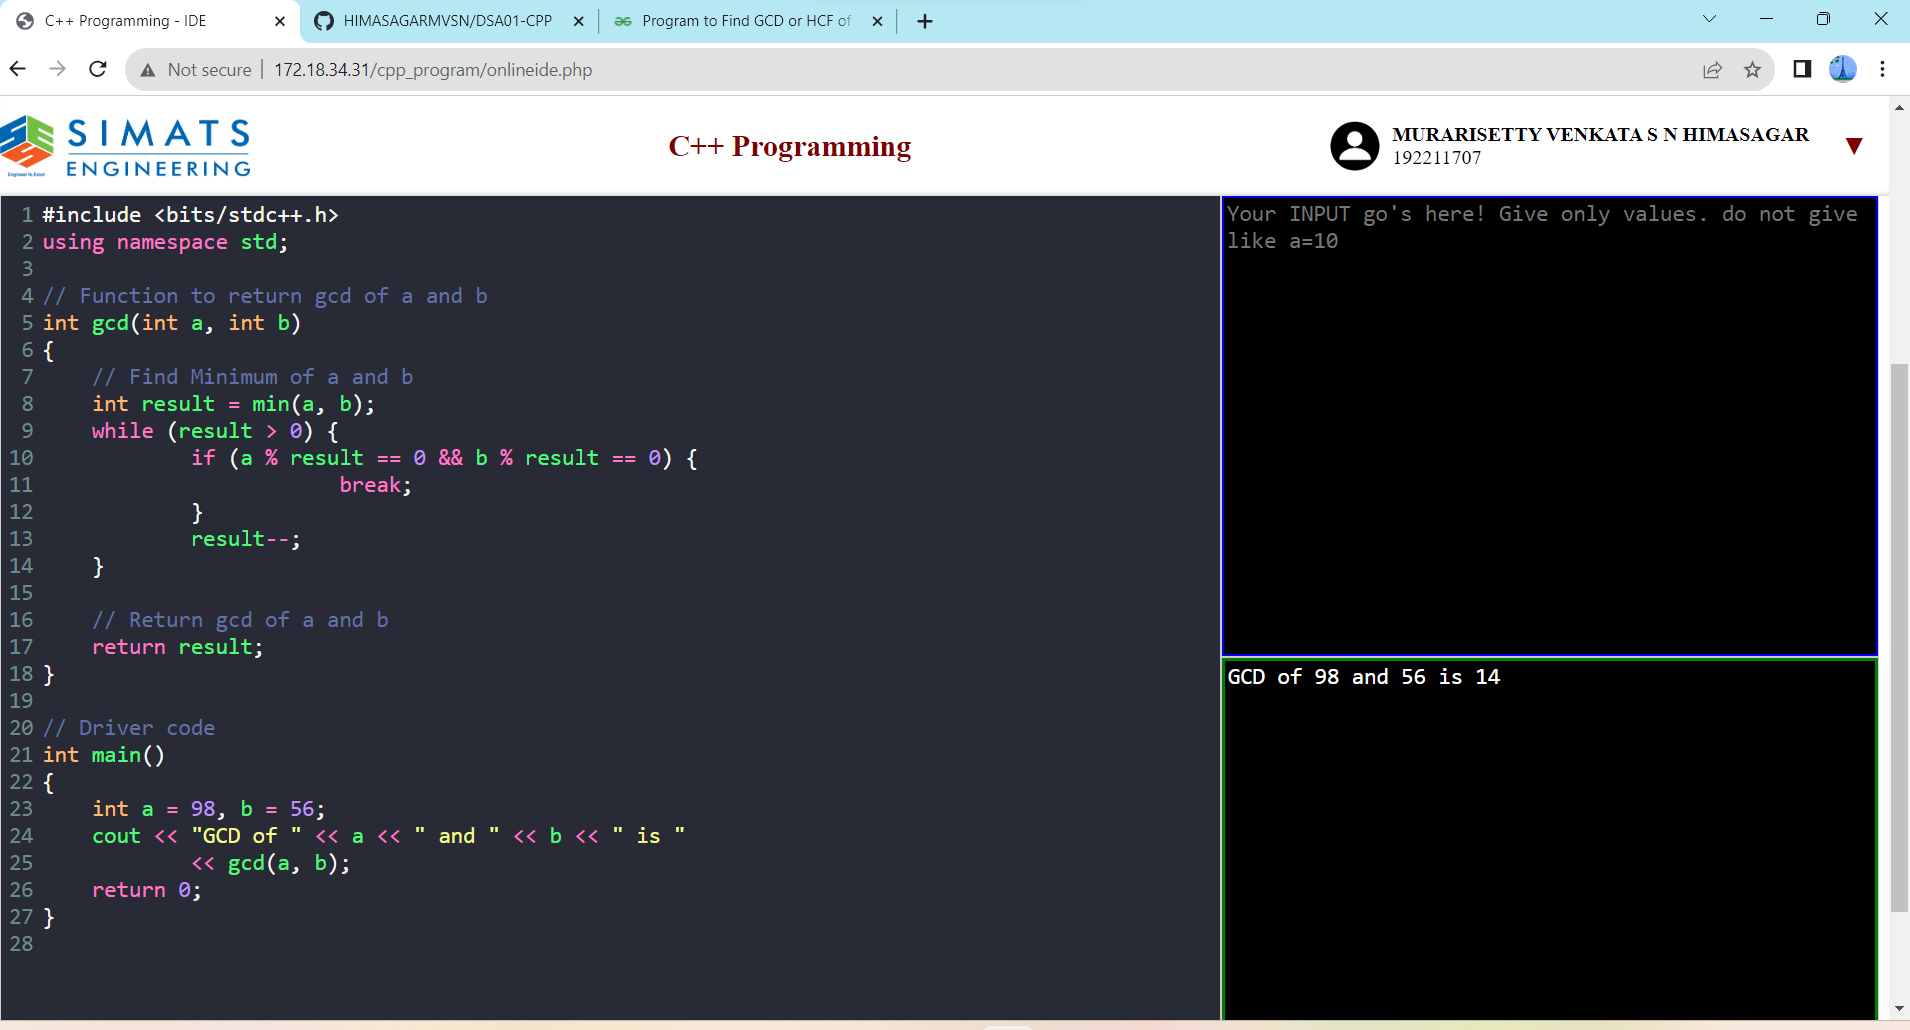 C++ Programming - IDE
HIMASAGARMVSN/DSA01-CPP
Program to Find GCD or HCF of
Not secure
172.18.34.31/cpp_program/onlineide.php
SIMATS
ENGINEERING
Engineer to Excel
C++ Programming
MURARISETTY VENKATA S N HIMASAGAR
192211707
1 #include <bits/stdc++.h>
2 using namespace std;
3
4 // Function to return gcd of a and b
5 int gcd(int a, int b)
6 {
7     // Find Minimum of a and b
8     int result = min(a, b);
9     while (result > 0) {
10             if (a % result == 0 && b % result == 0) {
11                         break;
12             }
13             result--;
14     }
15
16     // Return gcd of a and b
17     return result;
18 }
19
20 // Driver code
21 int main()
22 {
23     int a = 98, b = 56;
24     cout << "GCD of " << a << " and " << b << " is "
25             << gcd(a, b);
26     return 0;
27 }
28
Your INPUT go's here! Give only values. do not give
like a=10
GCD of 98 and 56 is 14